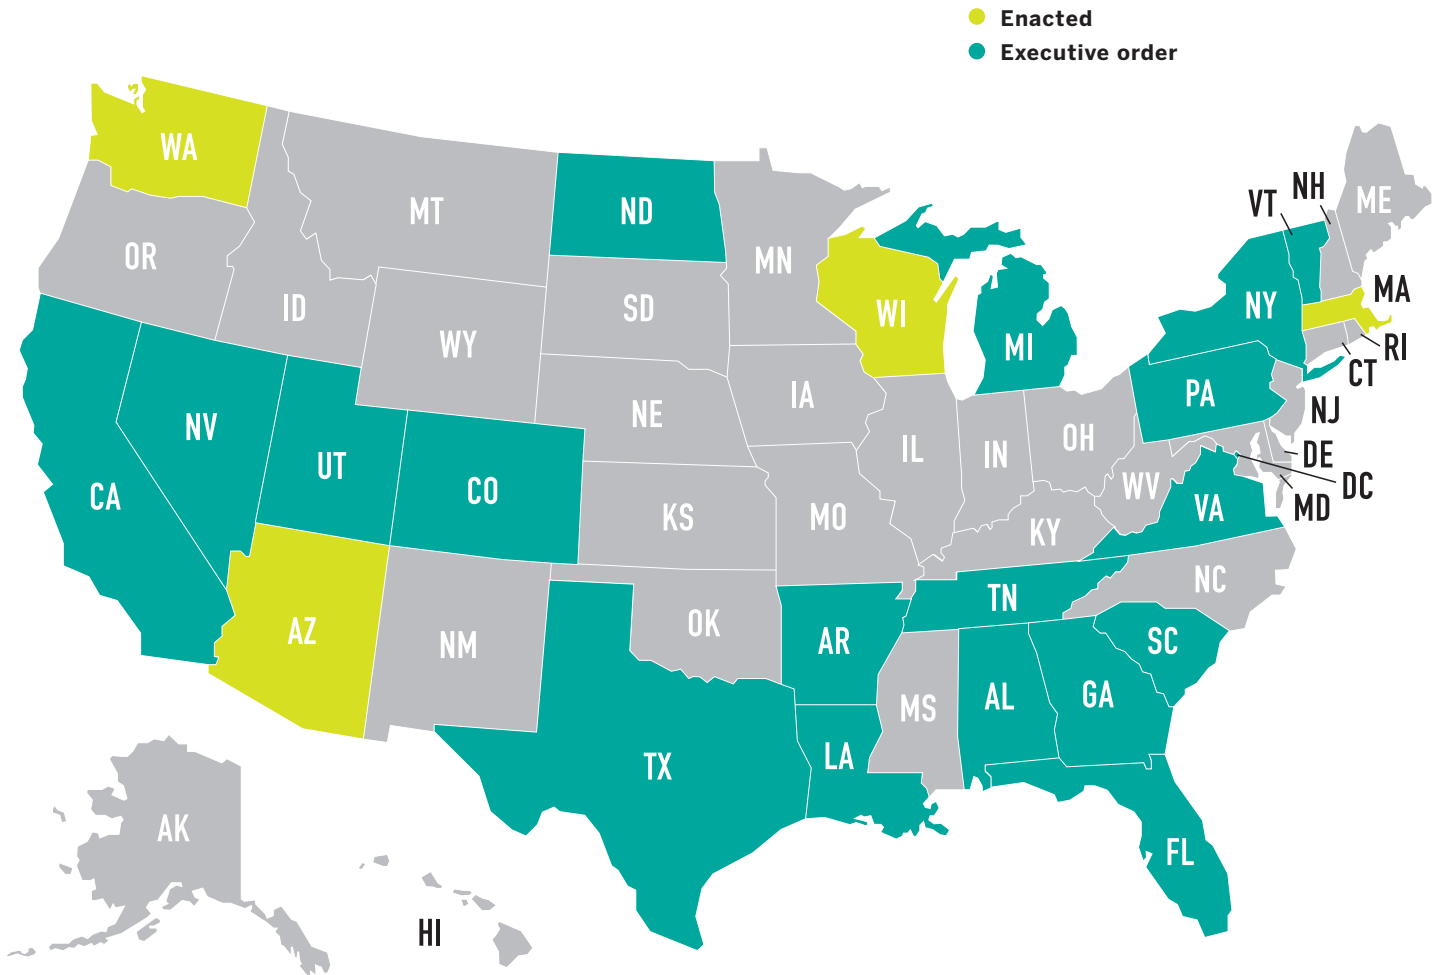 Enacted
Executive order
WA
MT
ND
VT
NH
ME
OR
MN
ID
SD
WI
NY
MA
WY
MI
RI
CT
IA
PA
NE
NJ
NV
OH
IL
IN
UT
DE
CO
DC
CA
WV
MD
KS
MO
VA
KY
NC
TN
AZ
OK
AR
SC
NM
AL
GA
MS
LA
TX
AK
FL
HI